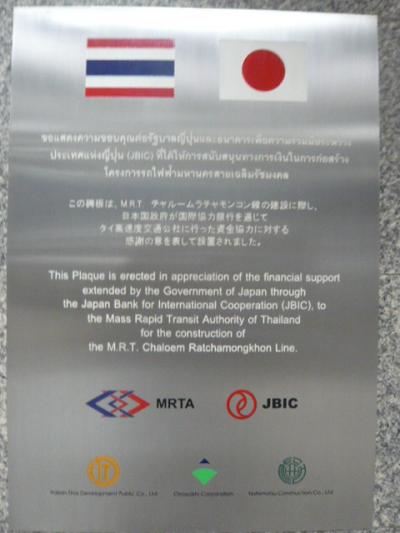 ขอแสดงความขอบคุณต่อรัฐบาลญี่ปุ่นและธนาคารเพื่อความร่วมมือระหว่าง
ประเทศแห่งญี่ปุ่น (JBIC) ที่ได้ให้การสนับสนุนทางการเงินในการก่อสร้าง
โครงการรถไฟฟ้ามหานครสายเฉลิมรัชมงคล
この碑板は、M.R.T. チャルームラチャモンコン線の建設に際し、
日本国政府が国際協力銀行を通じて
タイ高速度交通公社に行った資金協力に対する
感謝の意を表して設置されました。
This Plaque is erected in appreciation of the financial support
extended by the Government of Japan through
the Japan Bank for International Cooperation (JBIC), to
the Mass Rapid Transit Authority of Thailand
for the construction of
the M.R.T. Chaloem Ratchamongkhon Line.
MRTA JBIC
Italian-Thai Development Public Co., Ltd Obayashi Corporation Nishimatsu Construction Co., Ltd